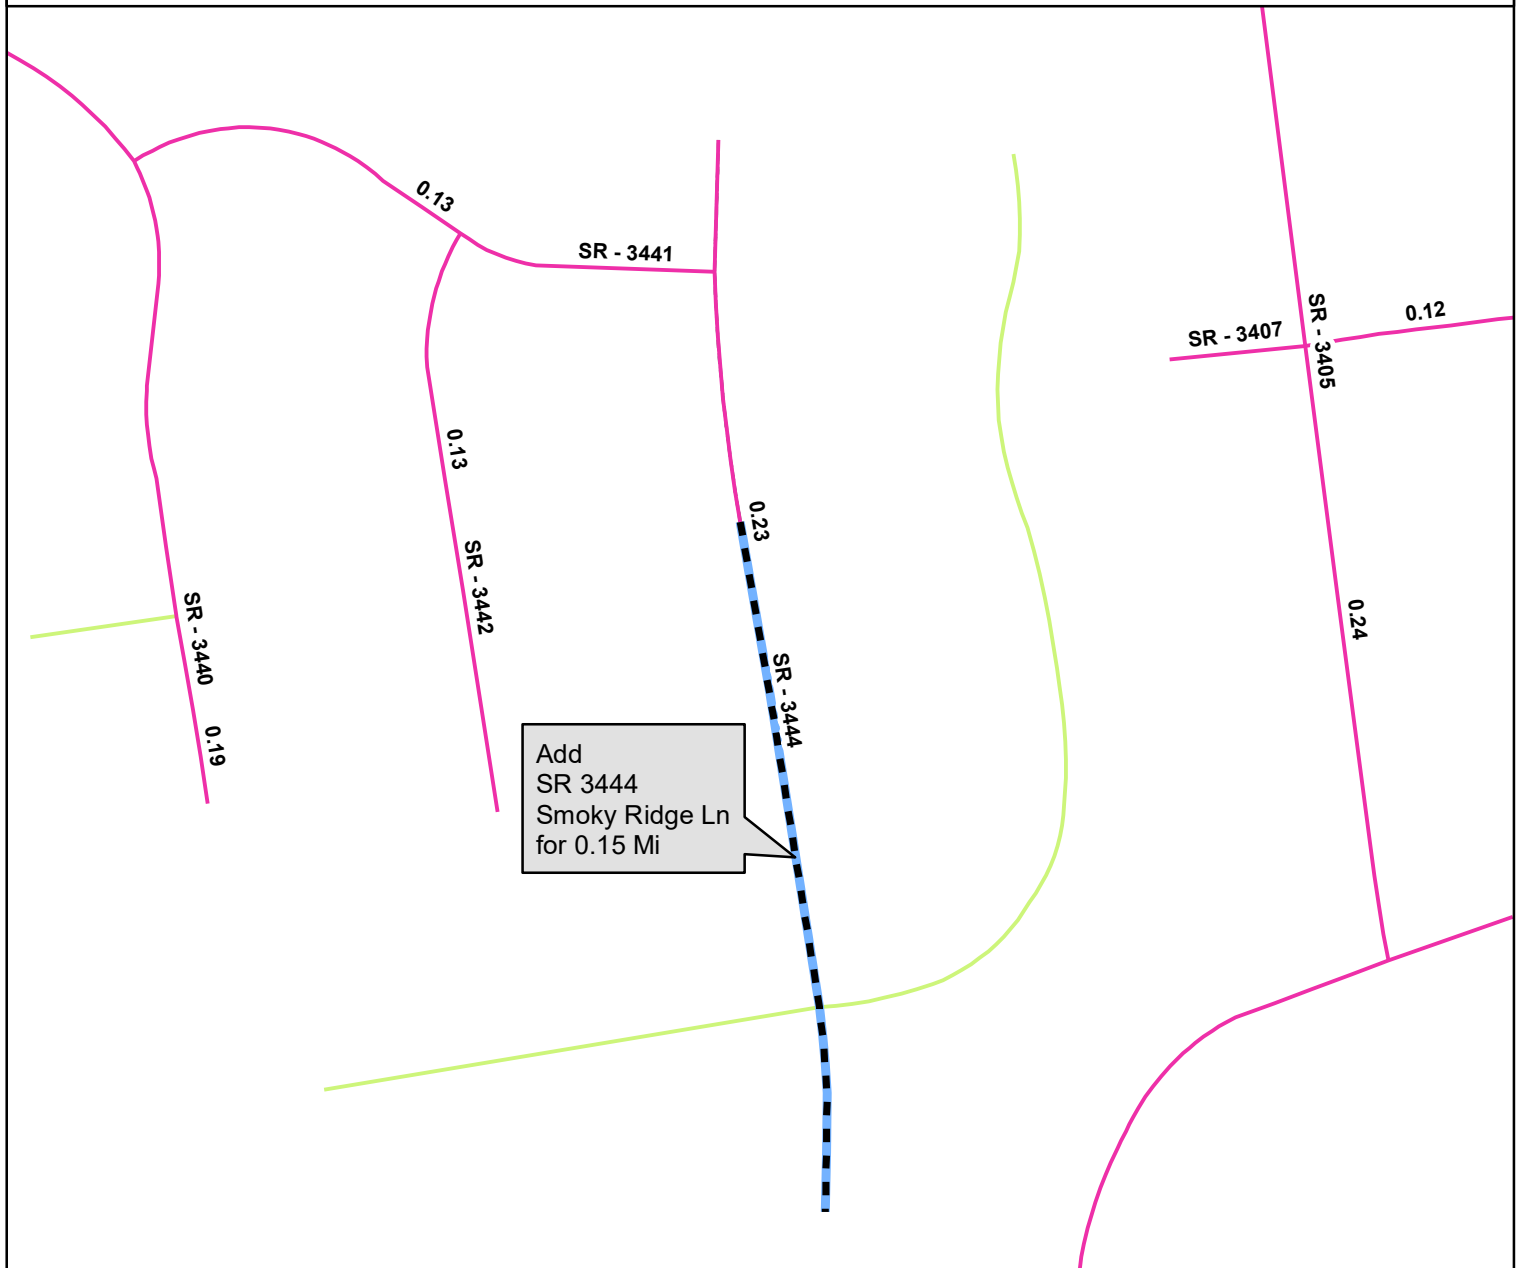 0.13
SR - 3441
SR - 3407
0.12
SR - 3405
0.13
0.23
SR - 3442
SR - 3440
0.24
SR - 3444
0.19
Add
SR 3444
Smoky Ridge Ln
for 0.15 Mi